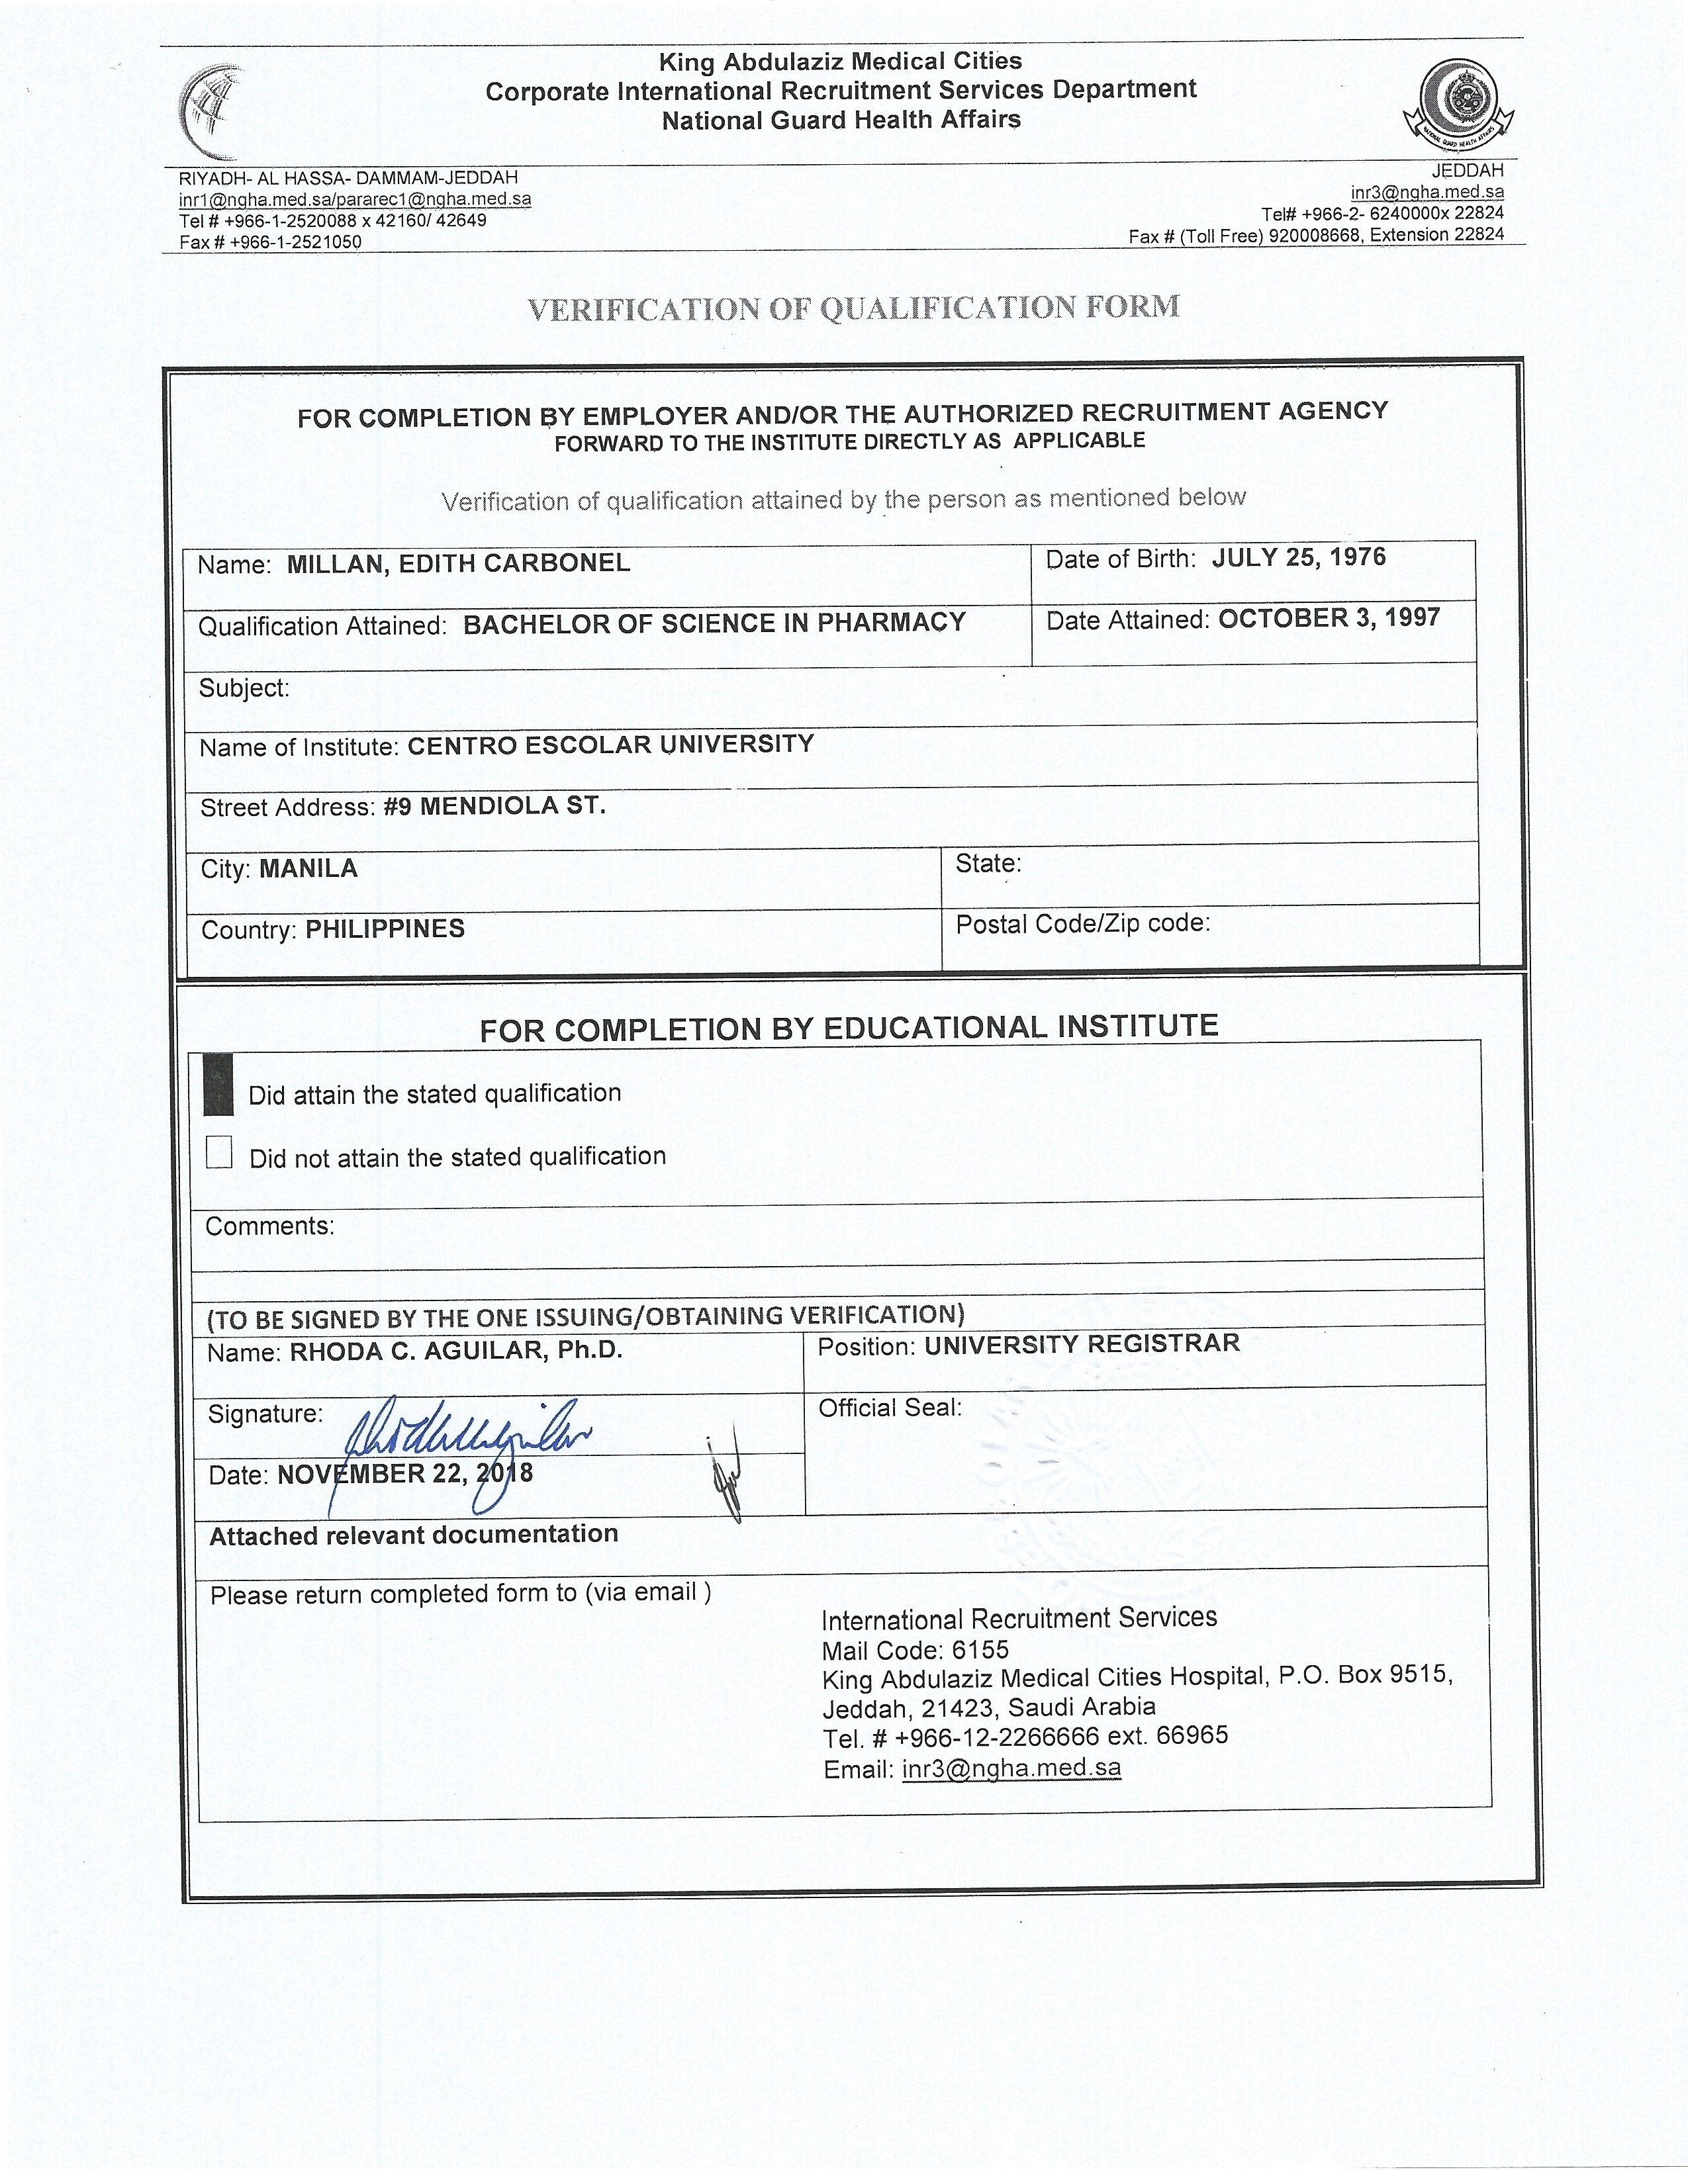 King Abdulaziz Medical Cities
Corporate International Recruitment Services Department
National Guard Health Affairs
NATIONAL GUARD HEALTH AFFAIRS
RIYADH- AL HASSA- DAMMAM-JEDDAH
inr1@ngha.med.sa/pararec1@ngha.med.sa
Tel # +966-1-2520088 x 42160/ 42649
Fax # +966-1-2521050
JEDDAH
inr3@ngha.med.sa
Tel# +966-2- 6240000x 22824
Fax # (Toll Free) 920008668, Extension 22824
VERIFICATION OF QUALIFICATION FORM
FOR COMPLETION BY EMPLOYER AND/OR THE AUTHORIZED RECRUITMENT AGENCY
FORWARD TO THE INSTITUTE DIRECTLY AS APPLICABLE
Verification of qualification attained by the person as mentioned below
Name: MILLAN, EDITH CARBONEL
Date of Birth: JULY 25, 1976
Qualification Attained: BACHELOR OF SCIENCE IN PHARMACY
Date Attained: OCTOBER 3, 1997
Subject:
Name of Institute: CENTRO ESCOLAR UNIVERSITY
Street Address: #9 MENDIOLA ST.
City: MANILA
State:
Country: PHILIPPINES
Postal Code/Zip code:
FOR COMPLETION BY EDUCATIONAL INSTITUTE
Did attain the stated qualification
Did not attain the stated qualification
Comments:
(TO BE SIGNED BY THE ONE ISSUING/OBTAINING VERIFICATION)
Name: RHODA C. AGUILAR, Ph.D.
Position: UNIVERSITY REGISTRAR
Signature:
Official Seal:
Date: NOVEMBER 22, 2018
Attached relevant documentation
Please return completed form to (via email )
International Recruitment Services
Mail Code: 6155
King Abdulaziz Medical Cities Hospital, P.O. Box 9515,
Jeddah, 21423, Saudi Arabia
Tel. # +966-12-2266666 ext. 66965
Email: inr3@ngha.med.sa